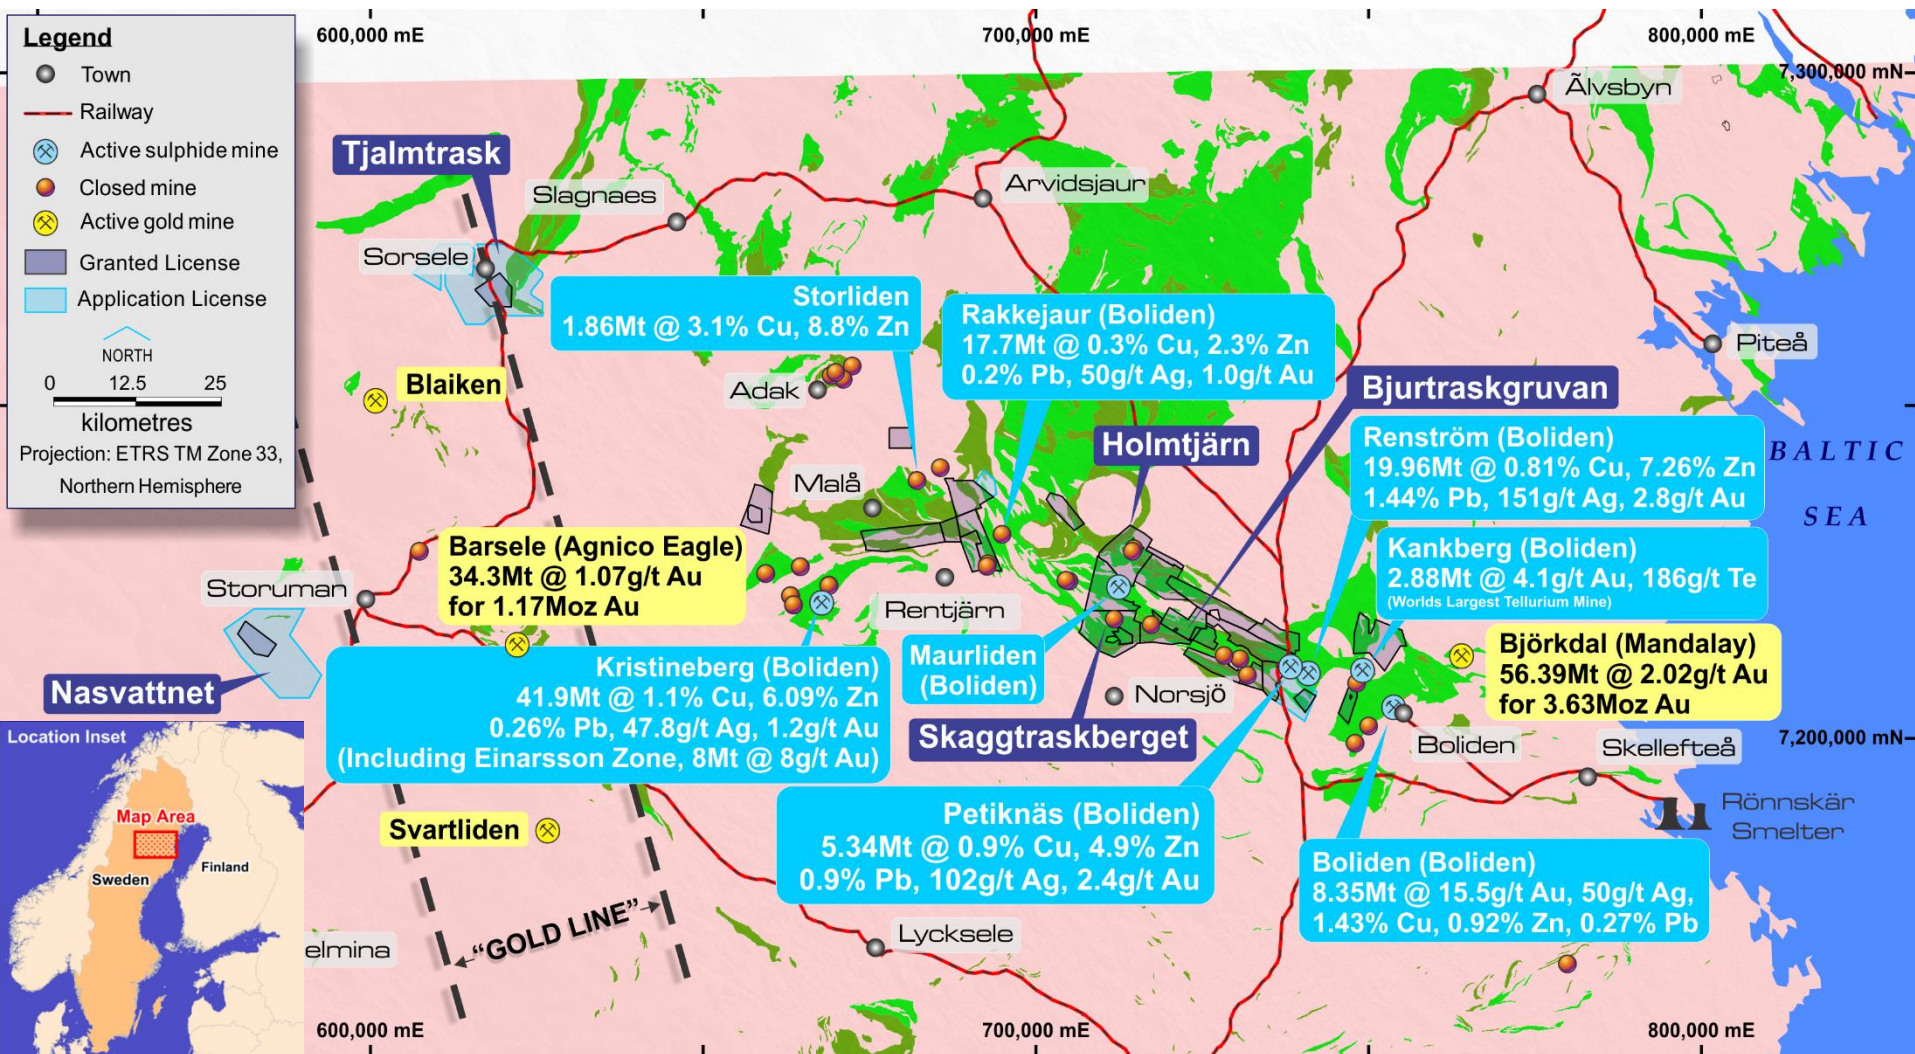 Legend
Town
Railway
Active sulphide mine
Closed mine
Active gold mine
Granted License
Application License
NORTH
0 12.5 25
kilometres
Projection: ETRS TM Zone 33,
Northern Hemisphere
600,000 mE
700,000 mE
800,000 mE
7,300,000 mN
Ãlvsbyn
Tjalmtrask
Slagnaes
Arvidsjaur
Sorsele
Storliden
1.86Mt @ 3.1% Cu, 8.8% Zn
Rakkejaur (Boliden)
17.7Mt @ 0.3% Cu, 2.3% Zn
0.2% Pb, 50g/t Ag, 1.0g/t Au
Piteå
Blaiken
Adak
Bjurtraskgruvan
Holmtjärn
Renström (Boliden)
19.96Mt @ 0.81% Cu, 7.26% Zn
1.44% Pb, 151g/t Ag, 2.8g/t Au
BALTIC
SEA
Malå
Barsele (Agnico Eagle)
34.3Mt @ 1.07g/t Au
for 1.17Moz Au
Kankberg (Boliden)
2.88Mt @ 4.1g/t Au, 186g/t Te
(Worlds Largest Tellurium Mine)
Storuman
Rentjärn
Maurliden
(Boliden)
Björkdal (Mandalay)
56.39Mt @ 2.02g/t Au
for 3.63Moz Au
Nasvattnet
Kristineberg (Boliden)
41.9Mt @ 1.1% Cu, 6.09% Zn
0.26% Pb, 47.8g/t Ag, 1.2g/t Au
(Including Einarsson Zone, 8Mt @ 8g/t Au)
Norsjö
Skaggtraskberget
Boliden
Skellefteå
7,200,000 mN
Location Inset
Map Area
Sweden
Finland
Svartliden
Petiknäs (Boliden)
5.34Mt @ 0.9% Cu, 4.9% Zn
0.9% Pb, 102g/t Ag, 2.4g/t Au
Rönnskär
Smelter
Boliden (Boliden)
8.35Mt @ 15.5g/t Au, 50g/t Ag,
1.43% Cu, 0.92% Zn, 0.27% Pb
"GOLD LINE"
elmina
Lycksele
600,000 mE
700,000 mE
800,000 mE